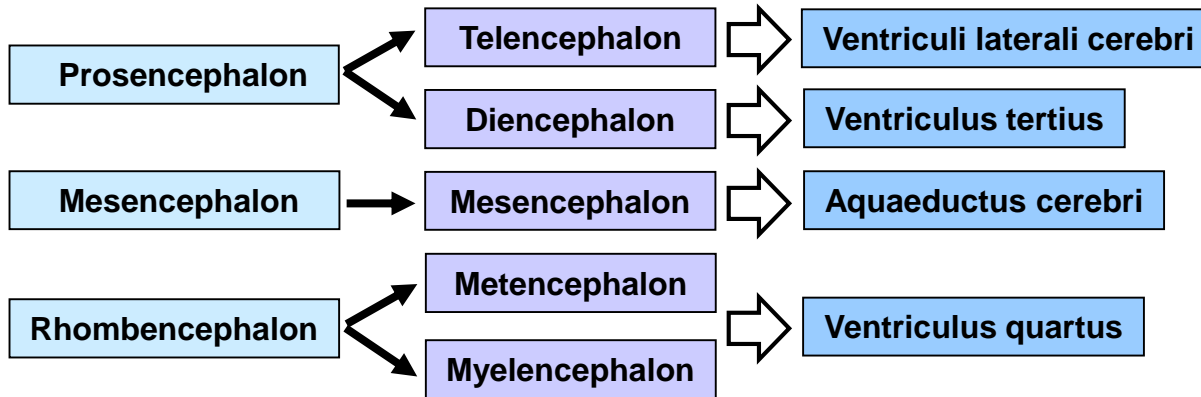 Telencephalon
Ventriculi laterali cerebri
Prosencephalon
Diencephalon
Ventriculus tertius
Mesencephalon
Mesencephalon
Aquaeductus cerebri
Metencephalon
Rhombencephalon
Ventriculus quartus
Myelencephalon